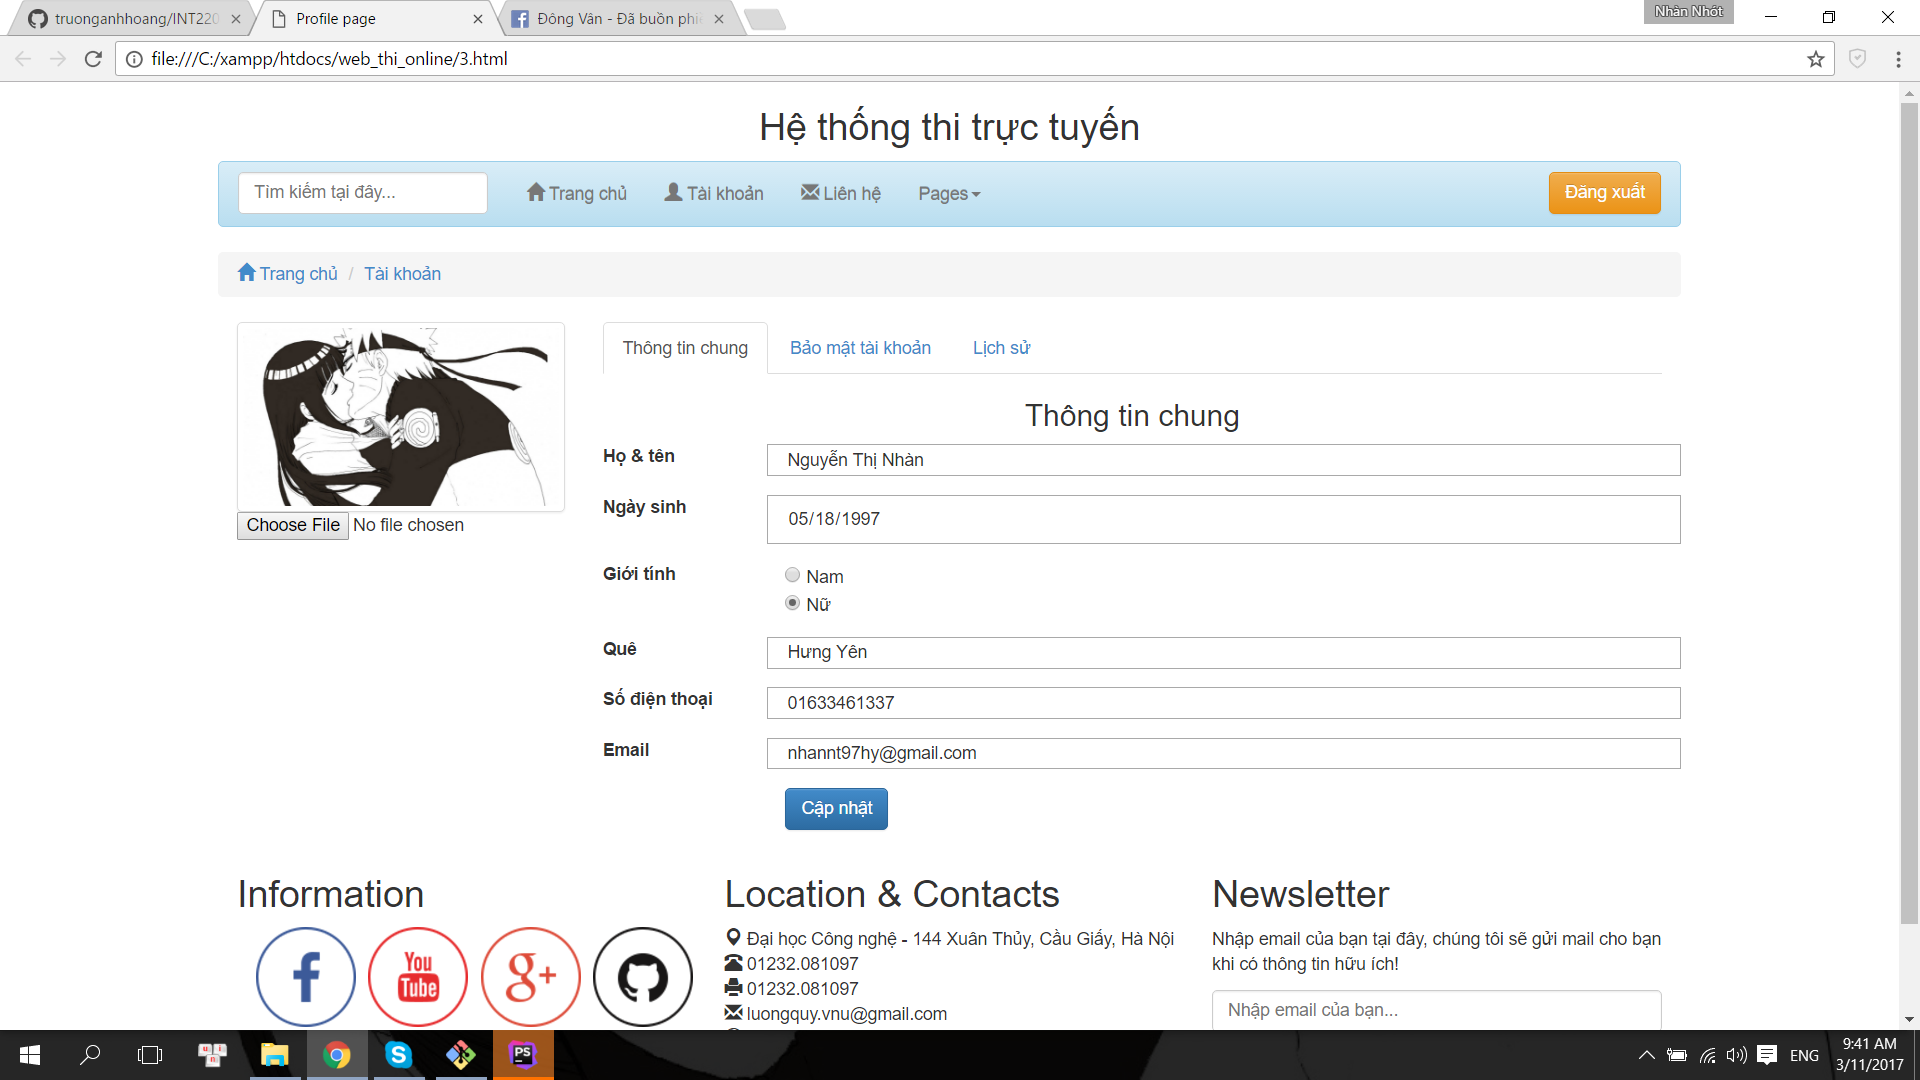 truonganhhoang/INT220
Profile page
Đông Vân - Đã buồn phi
Nhàn Nhót
file:///C:/xampp/htdocs/web_thi_online/3.html
Hệ thống thi trực tuyến
Tìm kiếm tại đây...
Trang chủ
Tài khoản
Liên hệ
Pages
Đăng xuất
Trang chủ / Tài khoản
Thông tin chung
Bảo mật tài khoản
Lịch sử
Choose File No file chosen
Thông tin chung
Họ & tên
Nguyễn Thị Nhàn
Ngày sinh
05/18/1997
Giới tính
Nam
Nữ
Quê
Hưng Yên
Số điện thoại
01633461337
Email
nhannt97hy@gmail.com
Cập nhật
Information
f
You
Tube
g+
Location & Contacts
Đại học Công nghệ - 144 Xuân Thủy, Cầu Giấy, Hà Nội
01232.081097
01232.081097
luongquy.vnu@gmail.com
Newsletter
Nhập email của bạn tại đây, chúng tôi sẽ gửi mail cho bạn
khi có thông tin hữu ích!
Nhập email của bạn...
PS
ENG
9:41 AM
3/11/2017